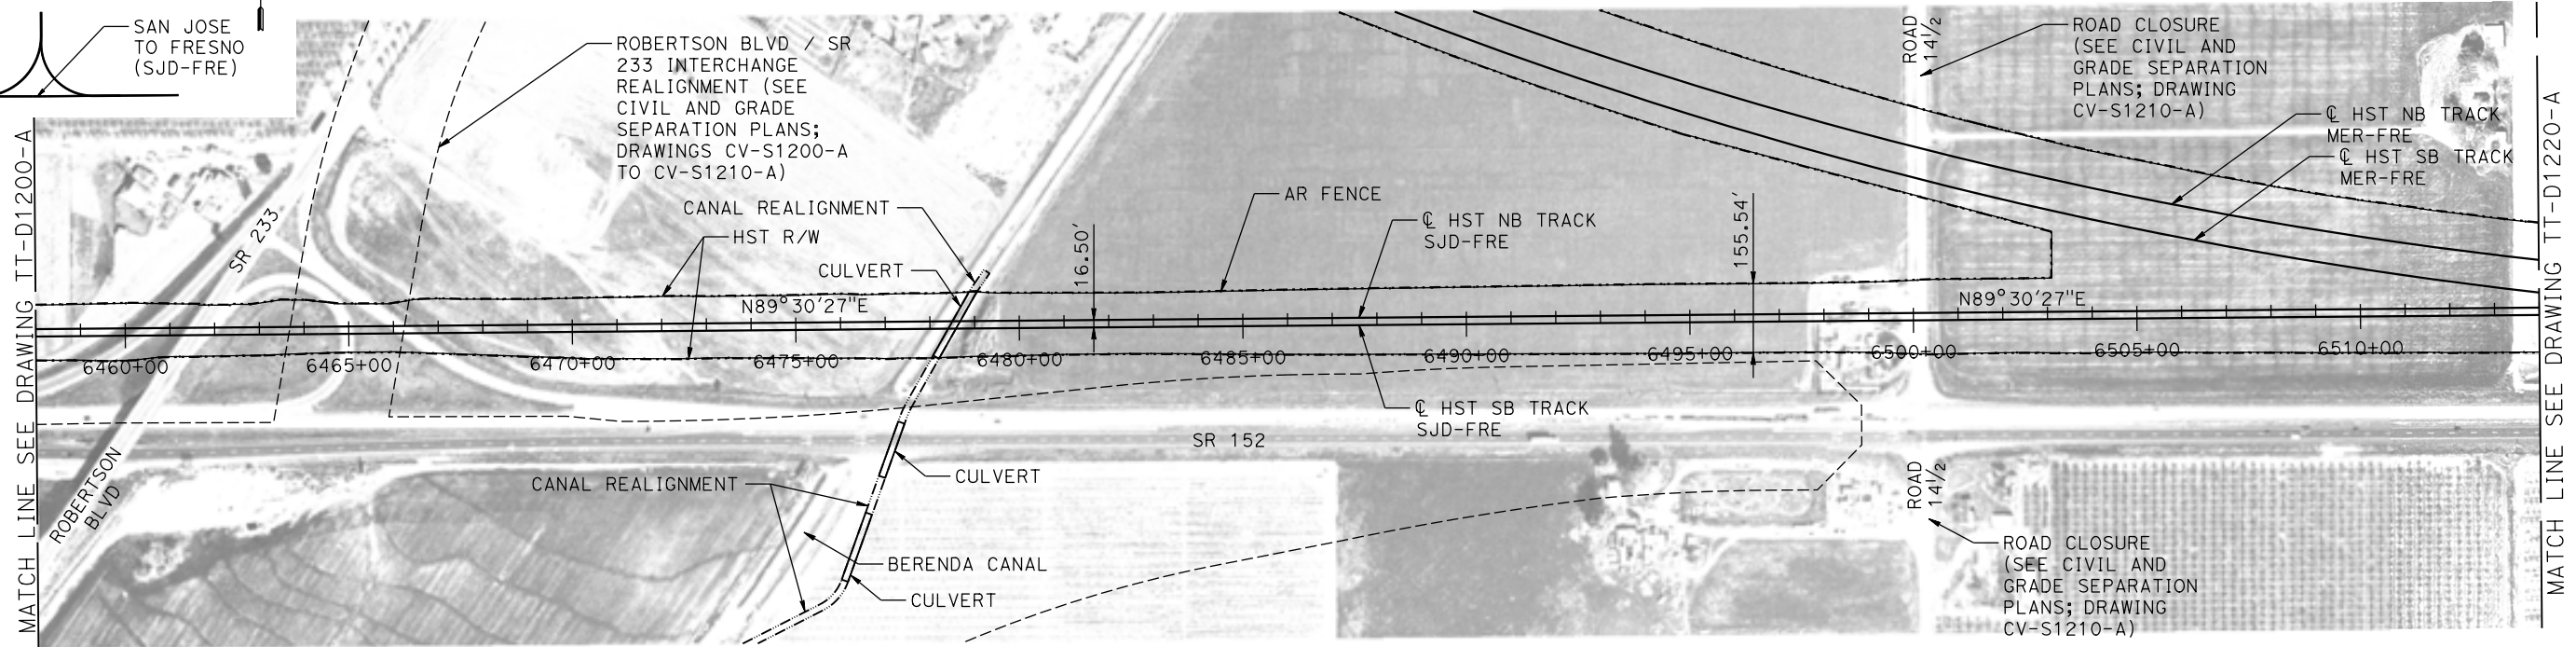 SAN JOSE
TO FRESNO
(SJD-FRE)
ROBERTSON BLVD / SR
233 INTERCHANGE
REALIGNMENT (SEE
CIVIL AND GRADE
SEPARATION PLANS;
DRAWINGS CV-S1200-A
TO CV-S1210-A)
ROAD
14½
ROAD CLOSURE
(SEE CIVIL AND
GRADE SEPARATION
PLANS; DRAWING
CV-S1210-A)
℄ HST NB TRACK
MER-FRE
℄ HST SB TRACK
MER-FRE
MATCH LINE SEE DRAWING TT-D1200-A
MATCH LINE SEE DRAWING TT-D1220-A
SR 233
CANAL REALIGNMENT
HST R/W
CULVERT
AR FENCE
℄ HST NB TRACK
SJD-FRE
16.50'
155.54'
N89°30'27"E
N89°30'27"E
6460+00
6465+00
6470+00
6475+00
6480+00
6485+00
6490+00
6495+00
6500+00
6505+00
6510+00
℄ HST SB TRACK
SJD-FRE
SR 152
ROBERTSON
BLVD
CANAL REALIGNMENT
CULVERT
BERENDA CANAL
CULVERT
ROAD
14½
ROAD CLOSURE
(SEE CIVIL AND
GRADE SEPARATION
PLANS; DRAWING
CV-S1210-A)